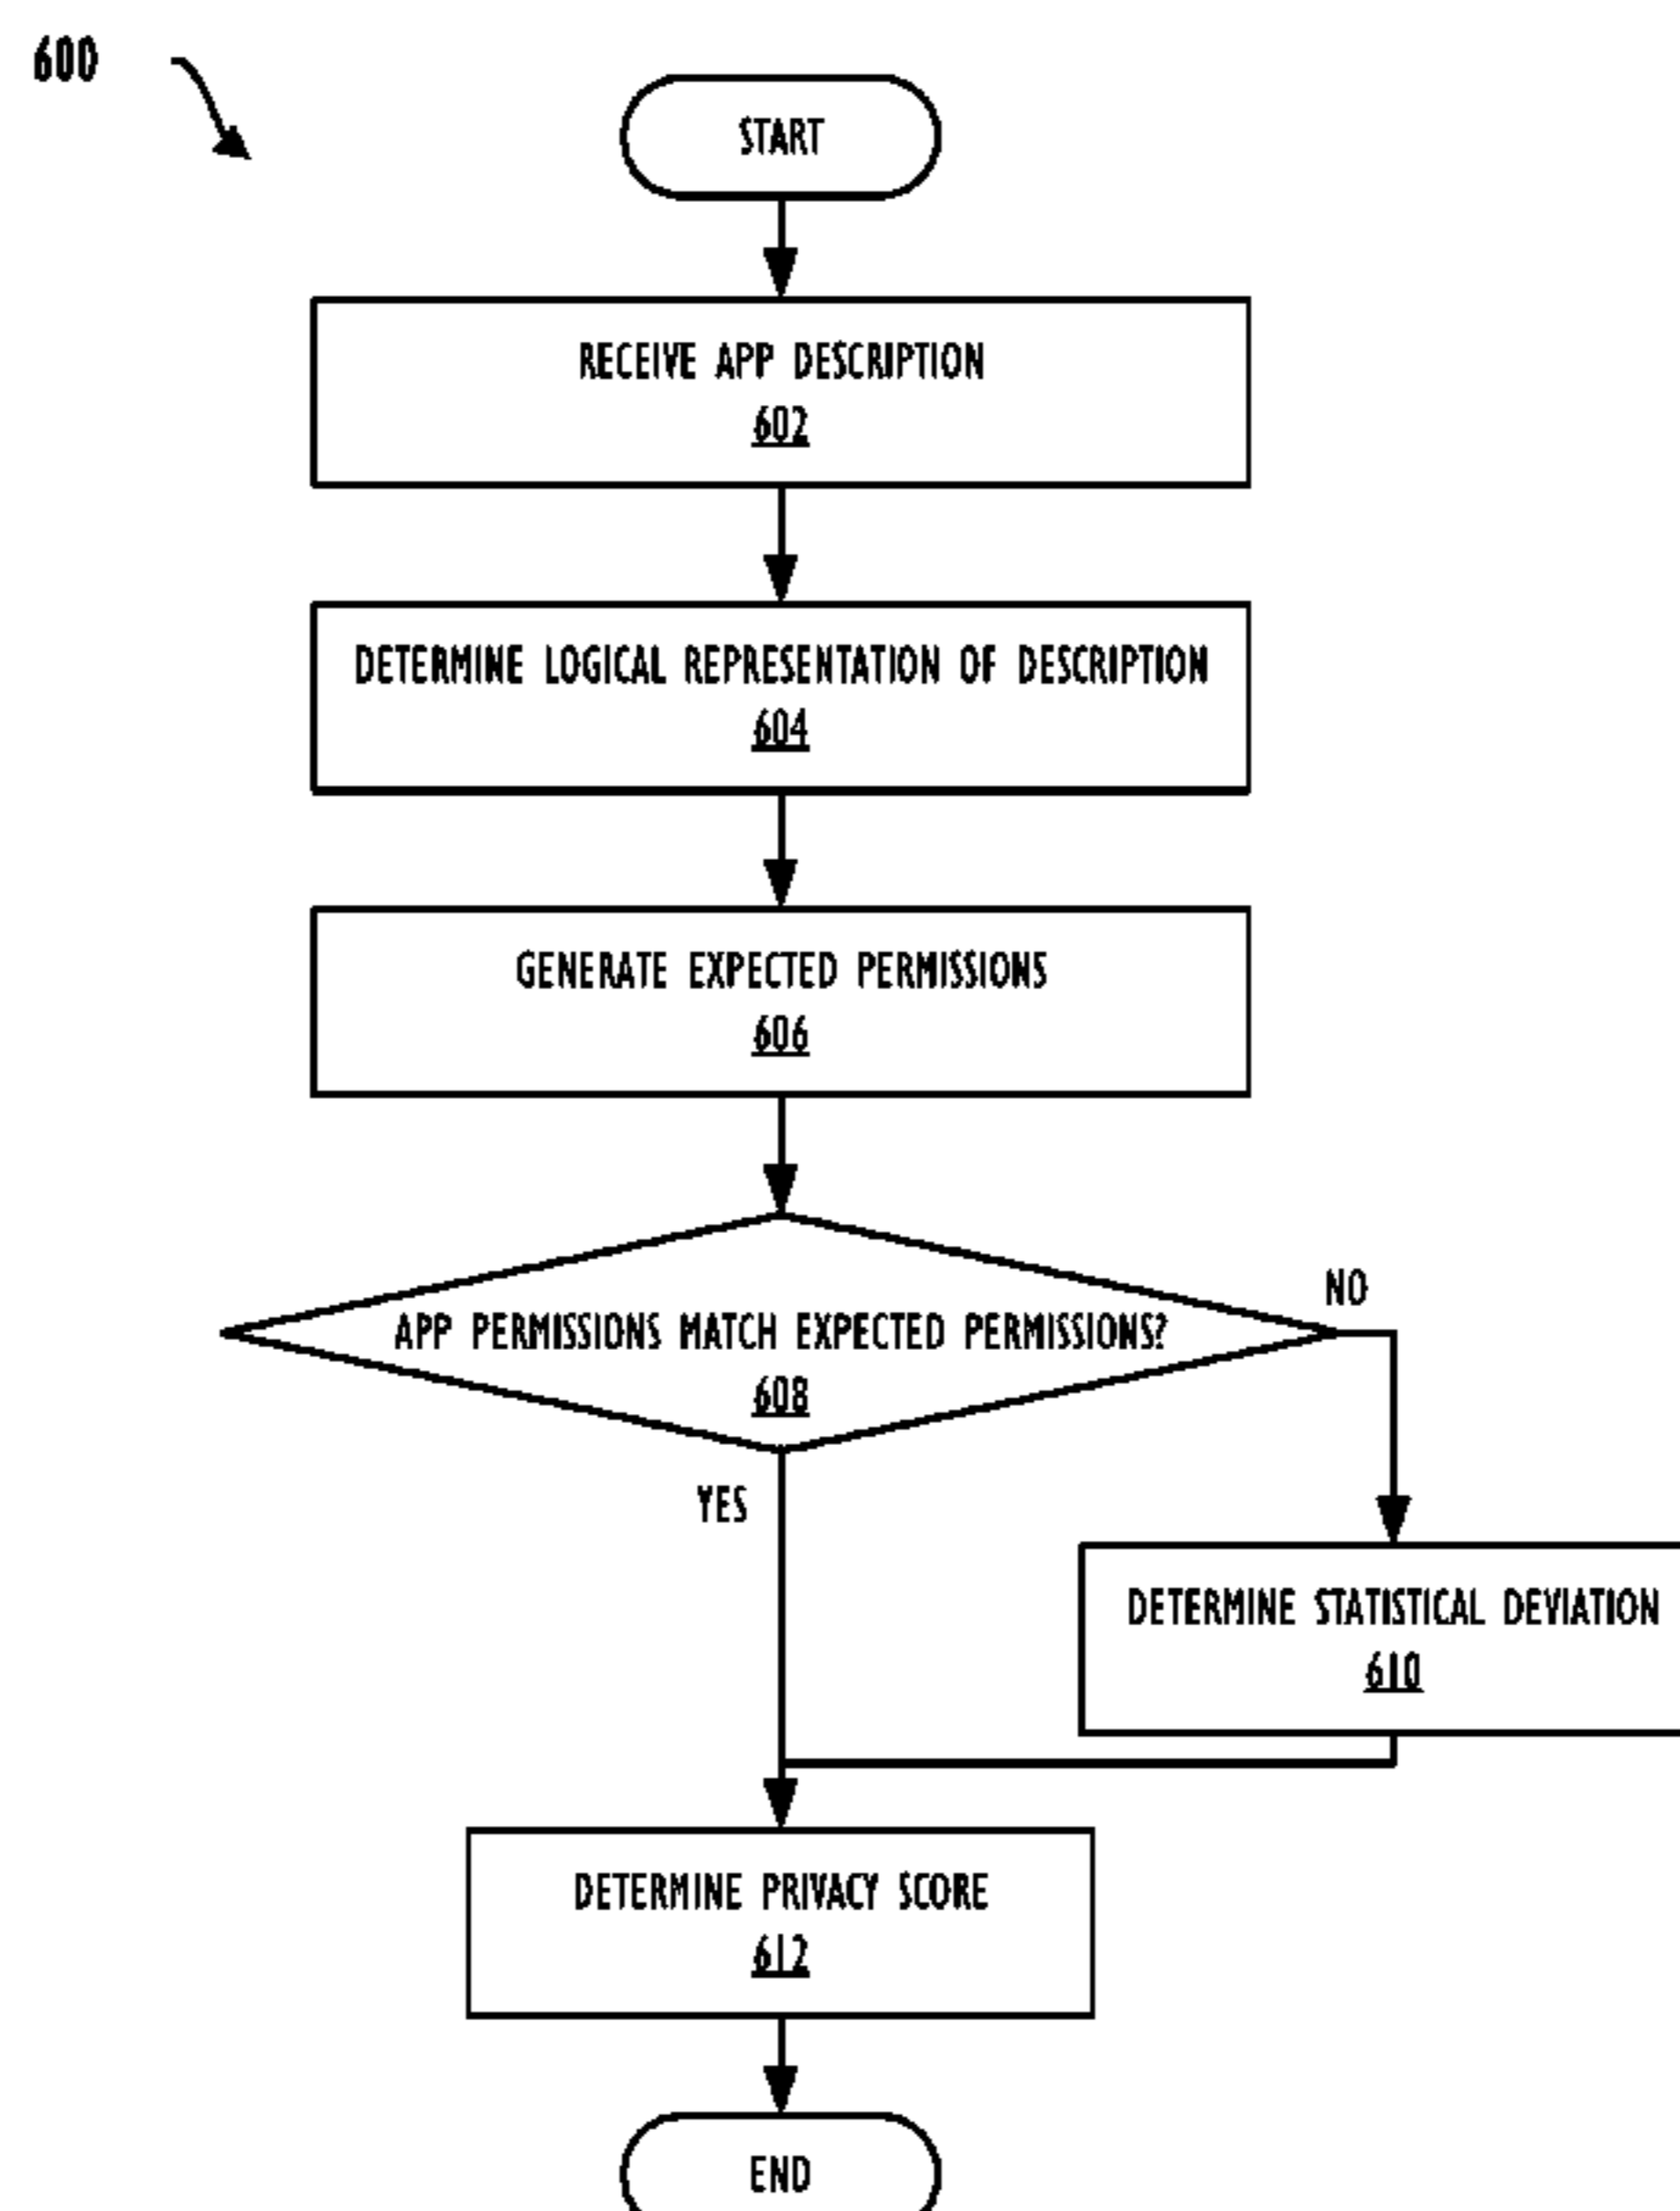 600
START
RECEIVE APP DESCRIPTION
602
DETERMINE LOGICAL REPRESENTATION OF DESCRIPTION
604
GENERATE EXPECTED PERMISSIONS
606
APP PERMISSIONS MATCH EXPECTED PERMISSIONS?
608
NO
YES
DETERMINE STATISTICAL DEVIATION
610
DETERMINE PRIVACY SCORE
612
END